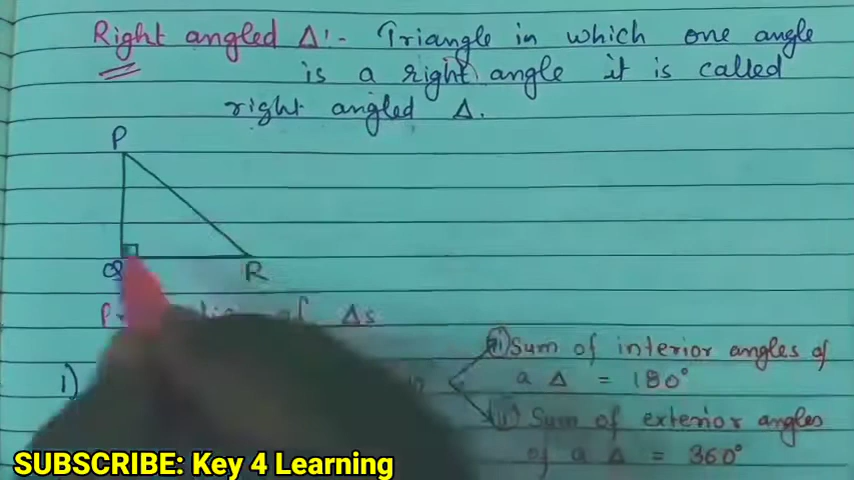 Right angled Δ:- Triangle in which one angle
is a right angle it is called
right angled Δ.
P
Q
R
of Δs
i)
(i) Sum of interior angles of
a Δ = 180°
(ii) Sum of exterior angles
of a Δ = 360°
SUBSCRIBE: Key 4 Learning